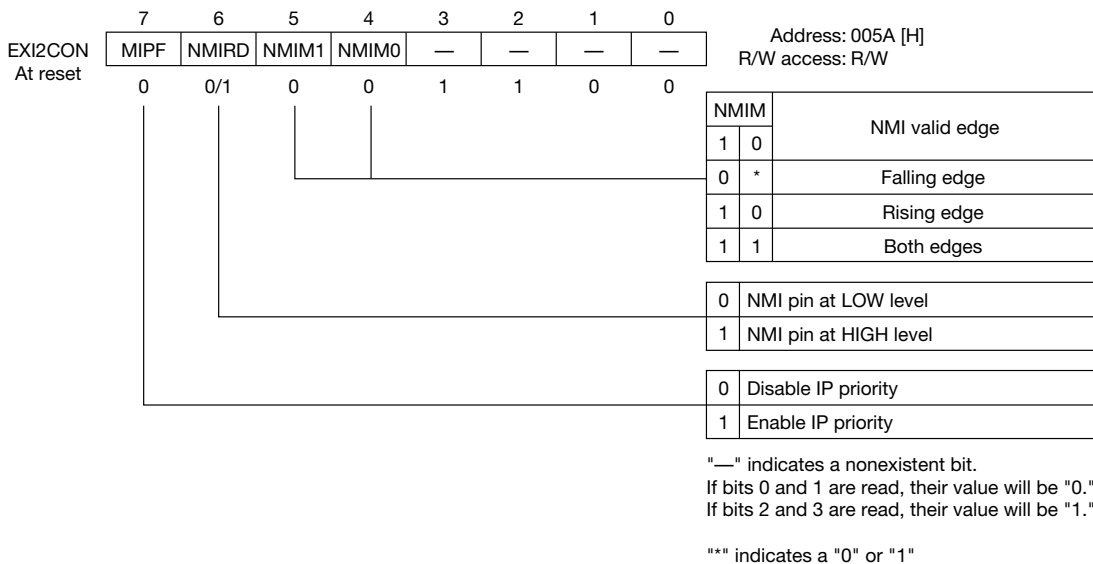 7 6 5 4 3 2 1 0
EXI2CON MIPF NMIRD NMIM1 NMIM0 — — — —
At reset 0 0/1 0 0 1 1 0 0
Address: 005A [H]
R/W access: R/W
NMIM NMI valid edge
1 0
0 * Falling edge
1 0 Rising edge
1 1 Both edges
0 NMI pin at LOW level
1 NMI pin at HIGH level
0 Disable IP priority
1 Enable IP priority
"—" indicates a nonexistent bit.
If bits 0 and 1 are read, their value will be "0."
If bits 2 and 3 are read, their value will be "1."
"*" indicates a "0" or "1"